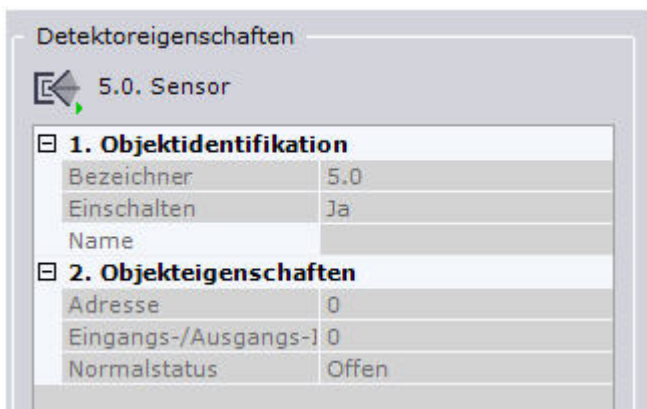 Detektoreigenschaften
5.0. Sensor
1. Objektidentifikation
Bezeichner 5.0
Einschalten Ja
Name
2. Objekteigenschaften
Adresse 0
Eingangs-/Ausgangs- 0
Normalstatus Offen